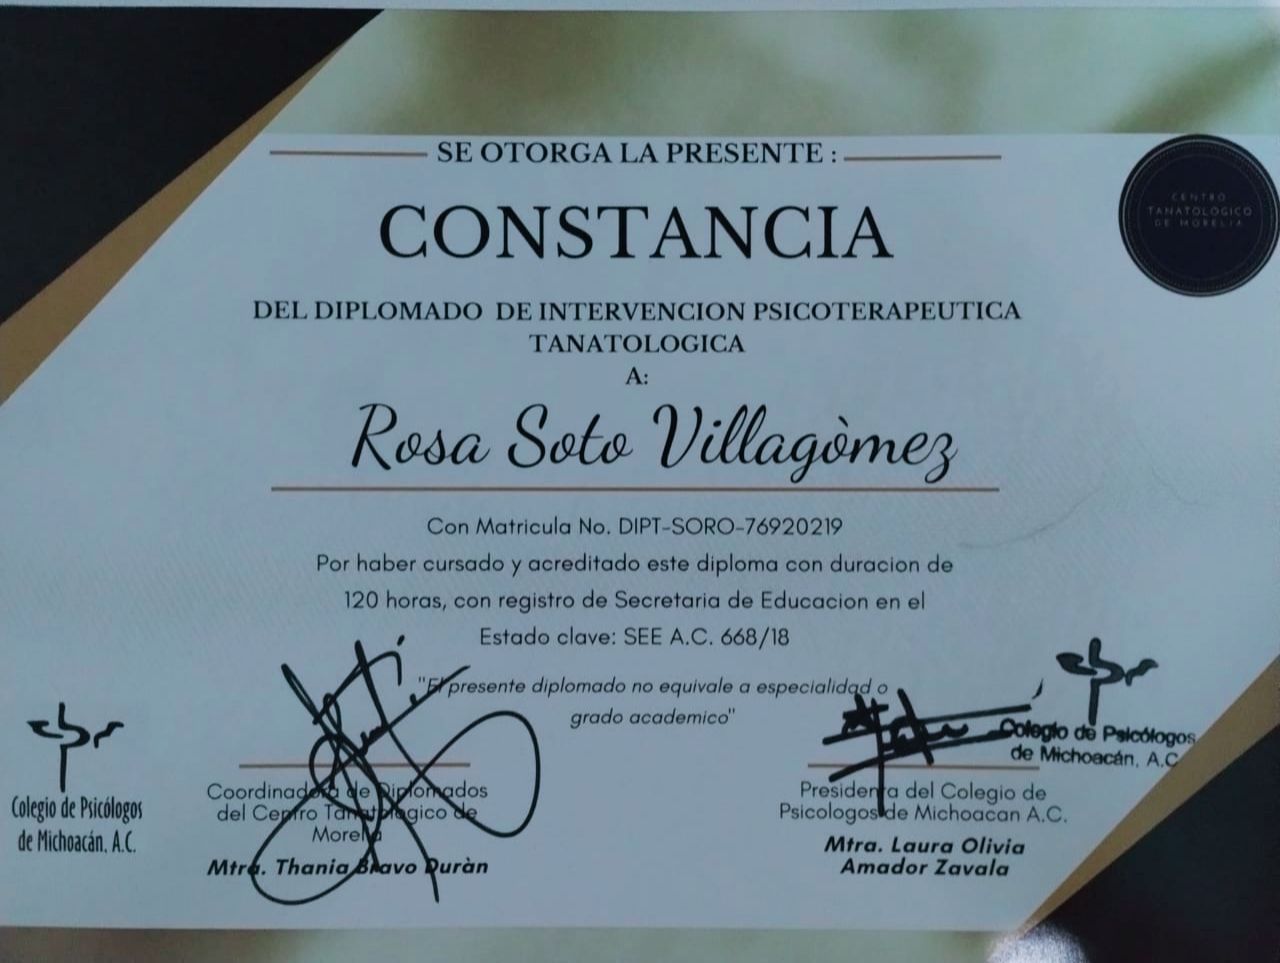 SE OTORGA LA PRESENTE :
CENTRO
TANATOLOGICO
DE MORELIA
CONSTANCIA
DEL DIPLOMADO DE INTERVENCION PSICOTERAPEUTICA
TANATOLOGICA
A:
Rosa Soto Villagòmez
Con Matricula No. DIPT-SORO-76920219
Por haber cursado y acreditado este diploma con duracion de
120 horas, con registro de Secretaria de Educacion en el
Estado clave: SEE A.C. 668/18
"El presente diplomado no equivale a especialidad o
grado academico"
Colegio de Psicólogos
de Michoacán. A.C.
Coordinadora de Diplomados
del Centro Tanatologico de
Morelia
Mtra. Thania Bravo Duràn
Colegio de Psicólogos
de Michoacán, A.C
Presidenta del Colegio de
Psicologos de Michoacan A.C.
Mtra. Laura Olivia
Amador Zavala